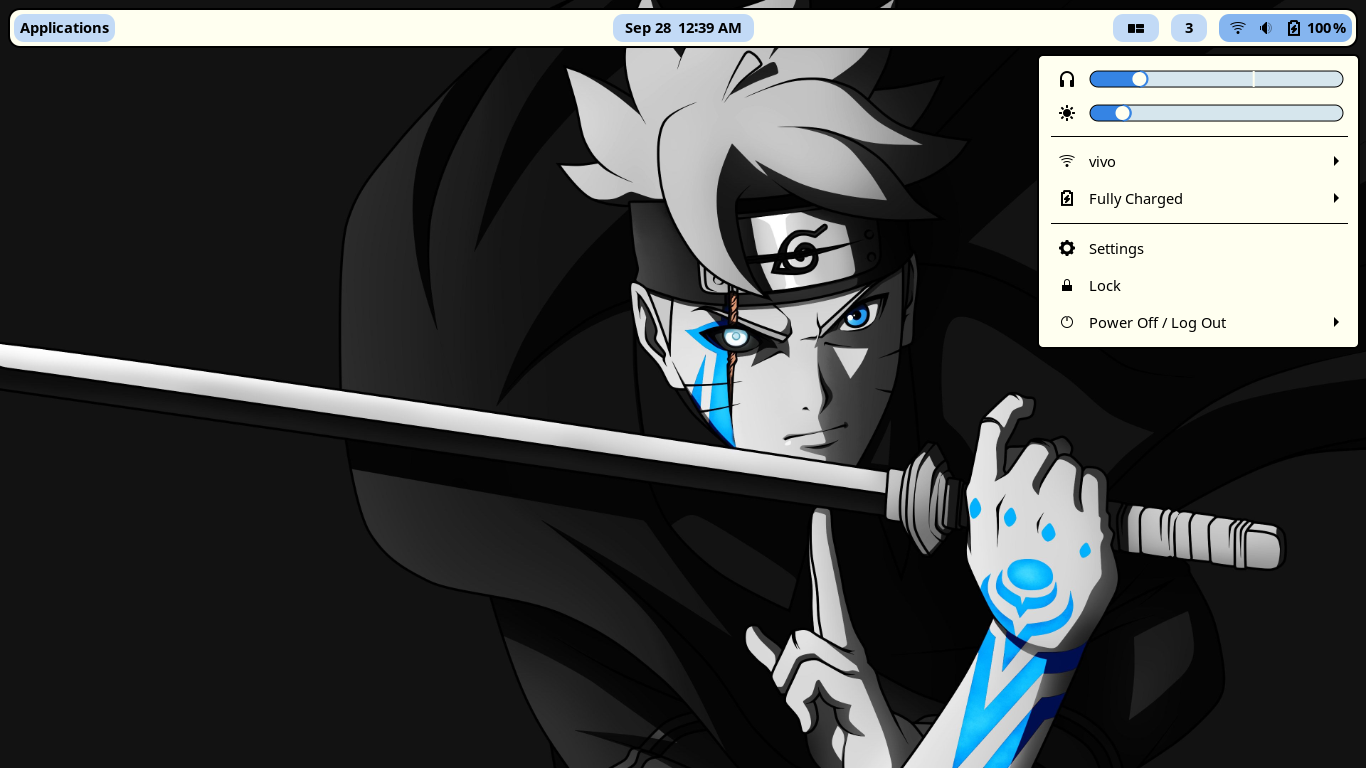 Applications
Sep 28 12:39 AM
3
100 %
vivo
Fully Charged
Settings
Lock
Power Off / Log Out